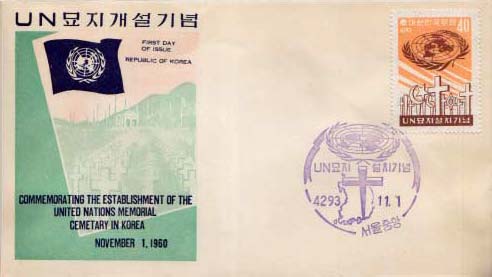 UN묘지개설기념
FIRST DAY
OF ISSUE
REPUBLIC OF KOREA
COMMEMORATING THE ESTABLISHMENT OF THE
UNITED NATIONS MEMORIAL
CEMETARY IN KOREA
NOVEMBER 1, 1960
대한민국우표
40
4293
UN묘지설치기념
UN묘지설치기념
4293 11.1
서울중앙